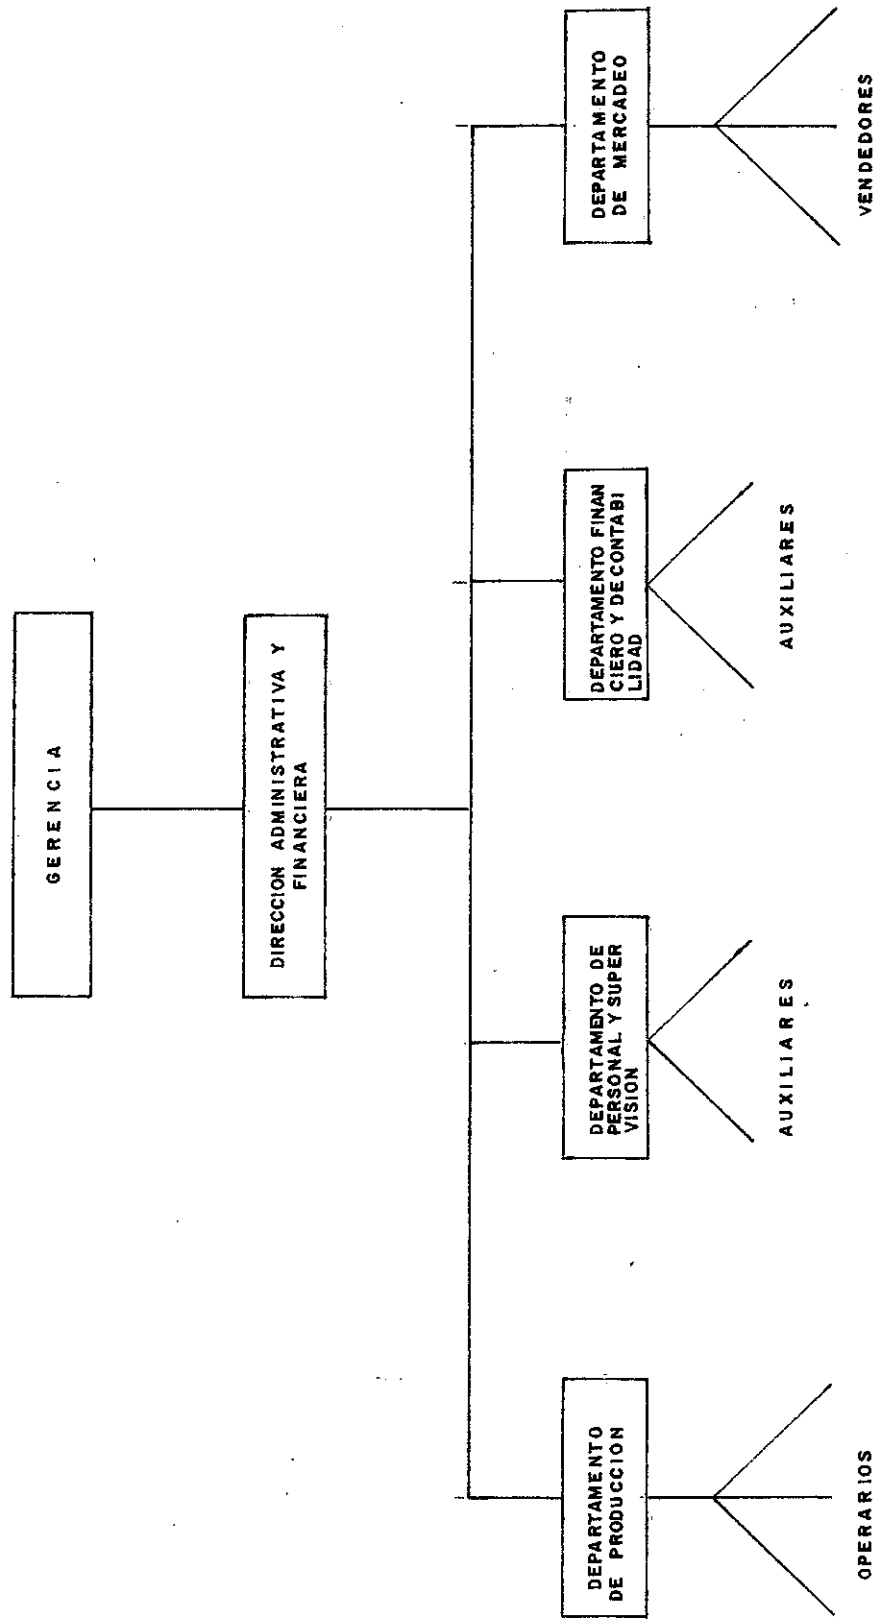 GERENCIA
DIRECCION ADMINISTRATIVA Y
FINANCIERA
DEPARTAMENTO
DE PRODUCCION
DEPARTAMENTO DE
PERSONAL Y SUPER
VISION
DEPARTAMENTO FINAN
CIERO Y DE CONTABI
LIDAD
DEPARTAMENTO
DE MERCADEO
OPERARIOS
AUXILIARES
AUXILIARES
VENDEDORES